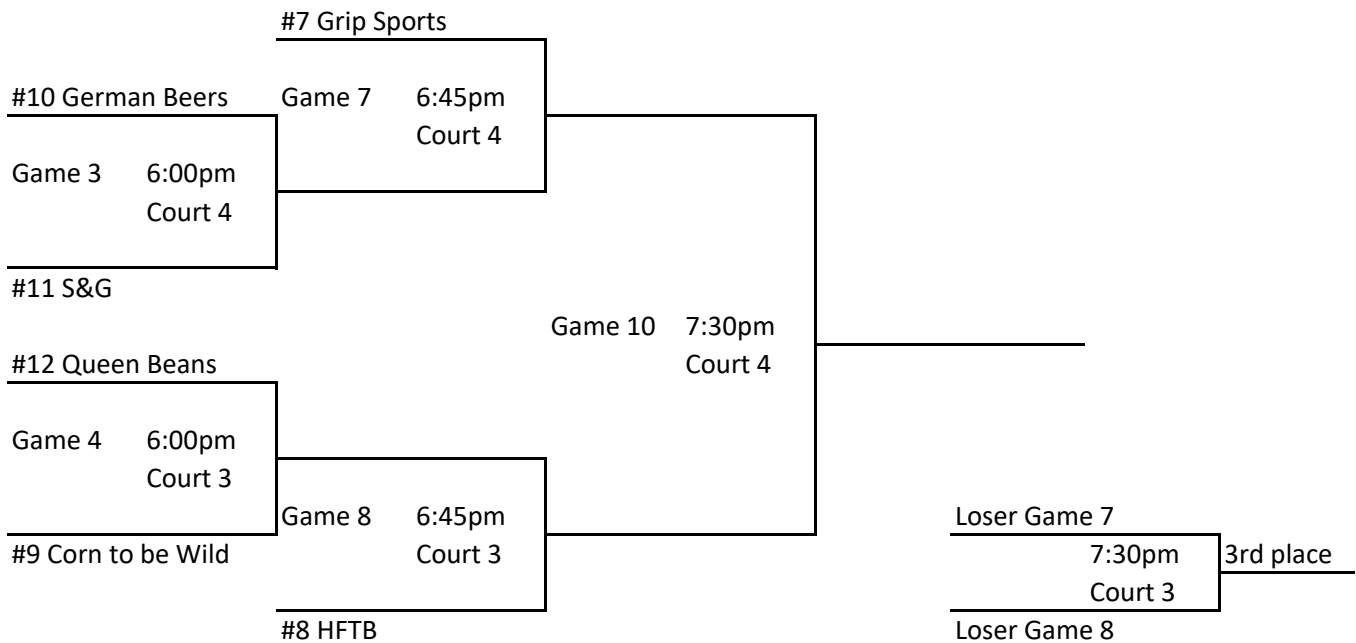 #7 Grip Sports
#10 German Beers
Game 7 6:45pm
Court 4
Game 3 6:00pm
Court 4
#11 S&G
Game 10 7:30pm
Court 4
#12 Queen Beans
Game 4 6:00pm
Court 3
#9 Corn to be Wild
Game 8 6:45pm
Court 3
#8 HFTB
Loser Game 7
7:30pm
Court 3
3rd place
Loser Game 8